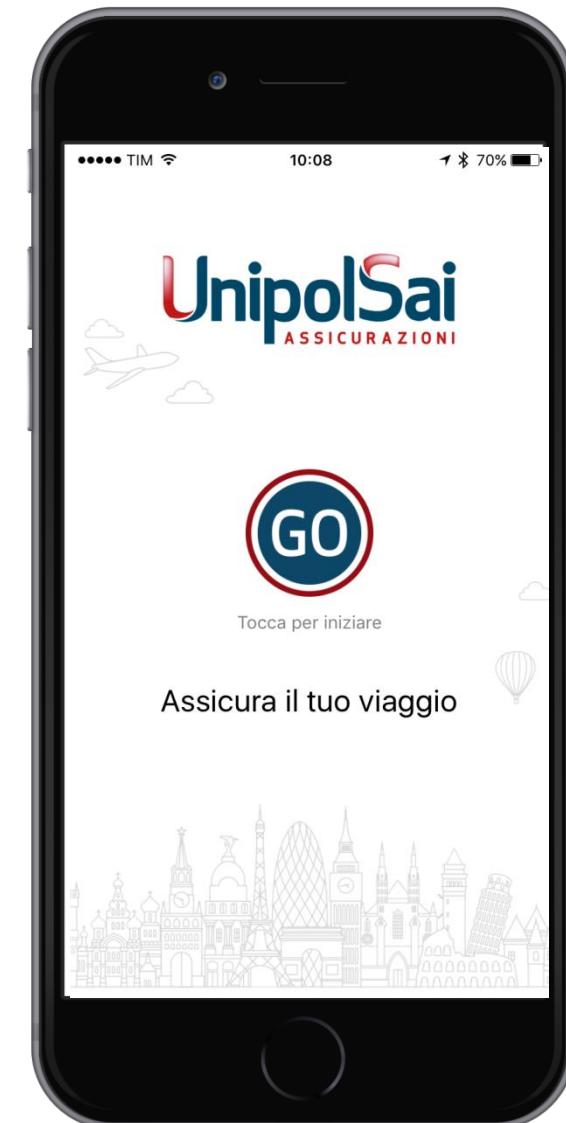 TIM 10:08 70%
UnipolSai
ASSICURAZIONI
GO
Tocca per iniziare
Assicura il tuo viaggio